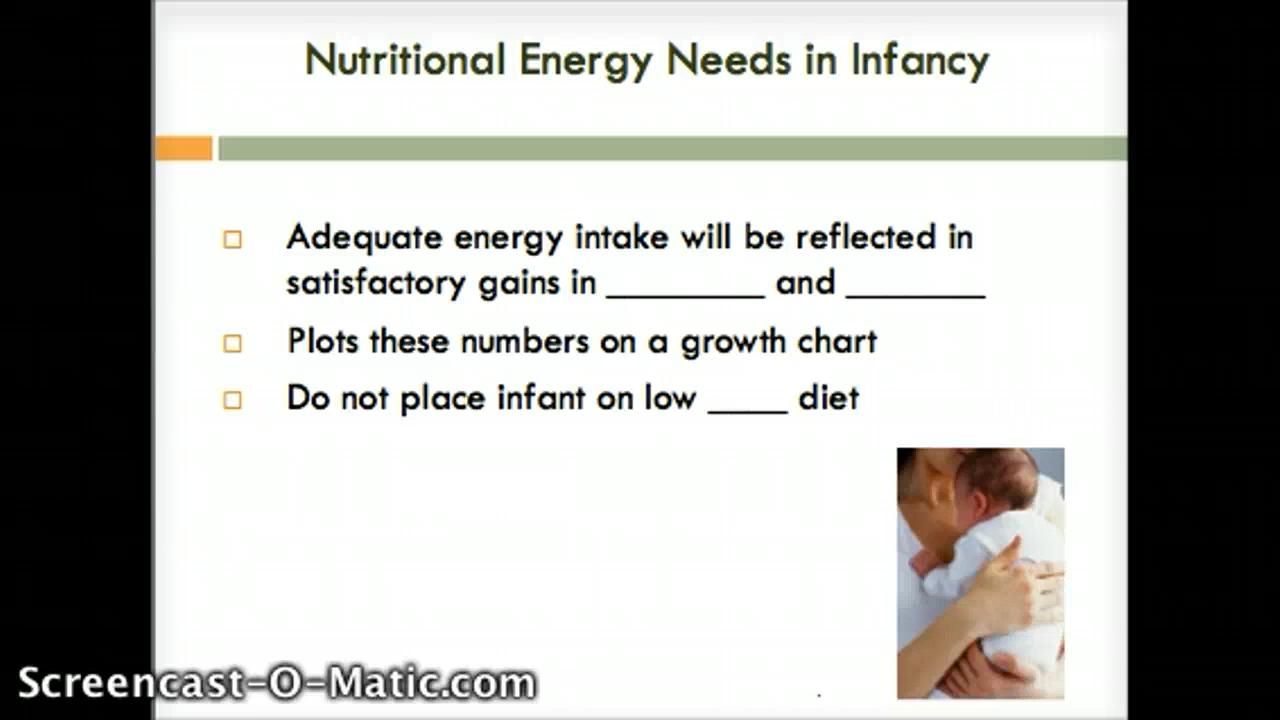 Nutritional Energy Needs in Infancy
Adequate energy intake will be reflected in
satisfactory gains in _________ and ________
Plots these numbers on a growth chart
Do not place infant on low _____ diet
Screencast-O-Matic.com